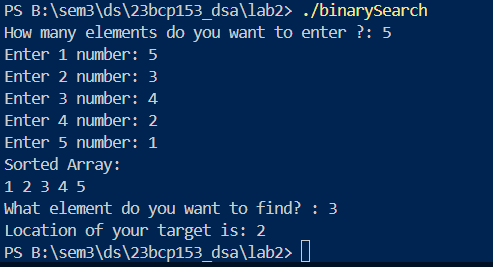 PS B:\sem3\ds\23bcp153_dsa\lab2> ./binarySearch
How many elements do you want to enter ?: 5
Enter 1 number: 5
Enter 2 number: 3
Enter 3 number: 4
Enter 4 number: 2
Enter 5 number: 1
Sorted Array:
1 2 3 4 5
What element do you want to find? : 3
Location of your target is: 2
PS B:\sem3\ds\23bcp153_dsa\lab2>